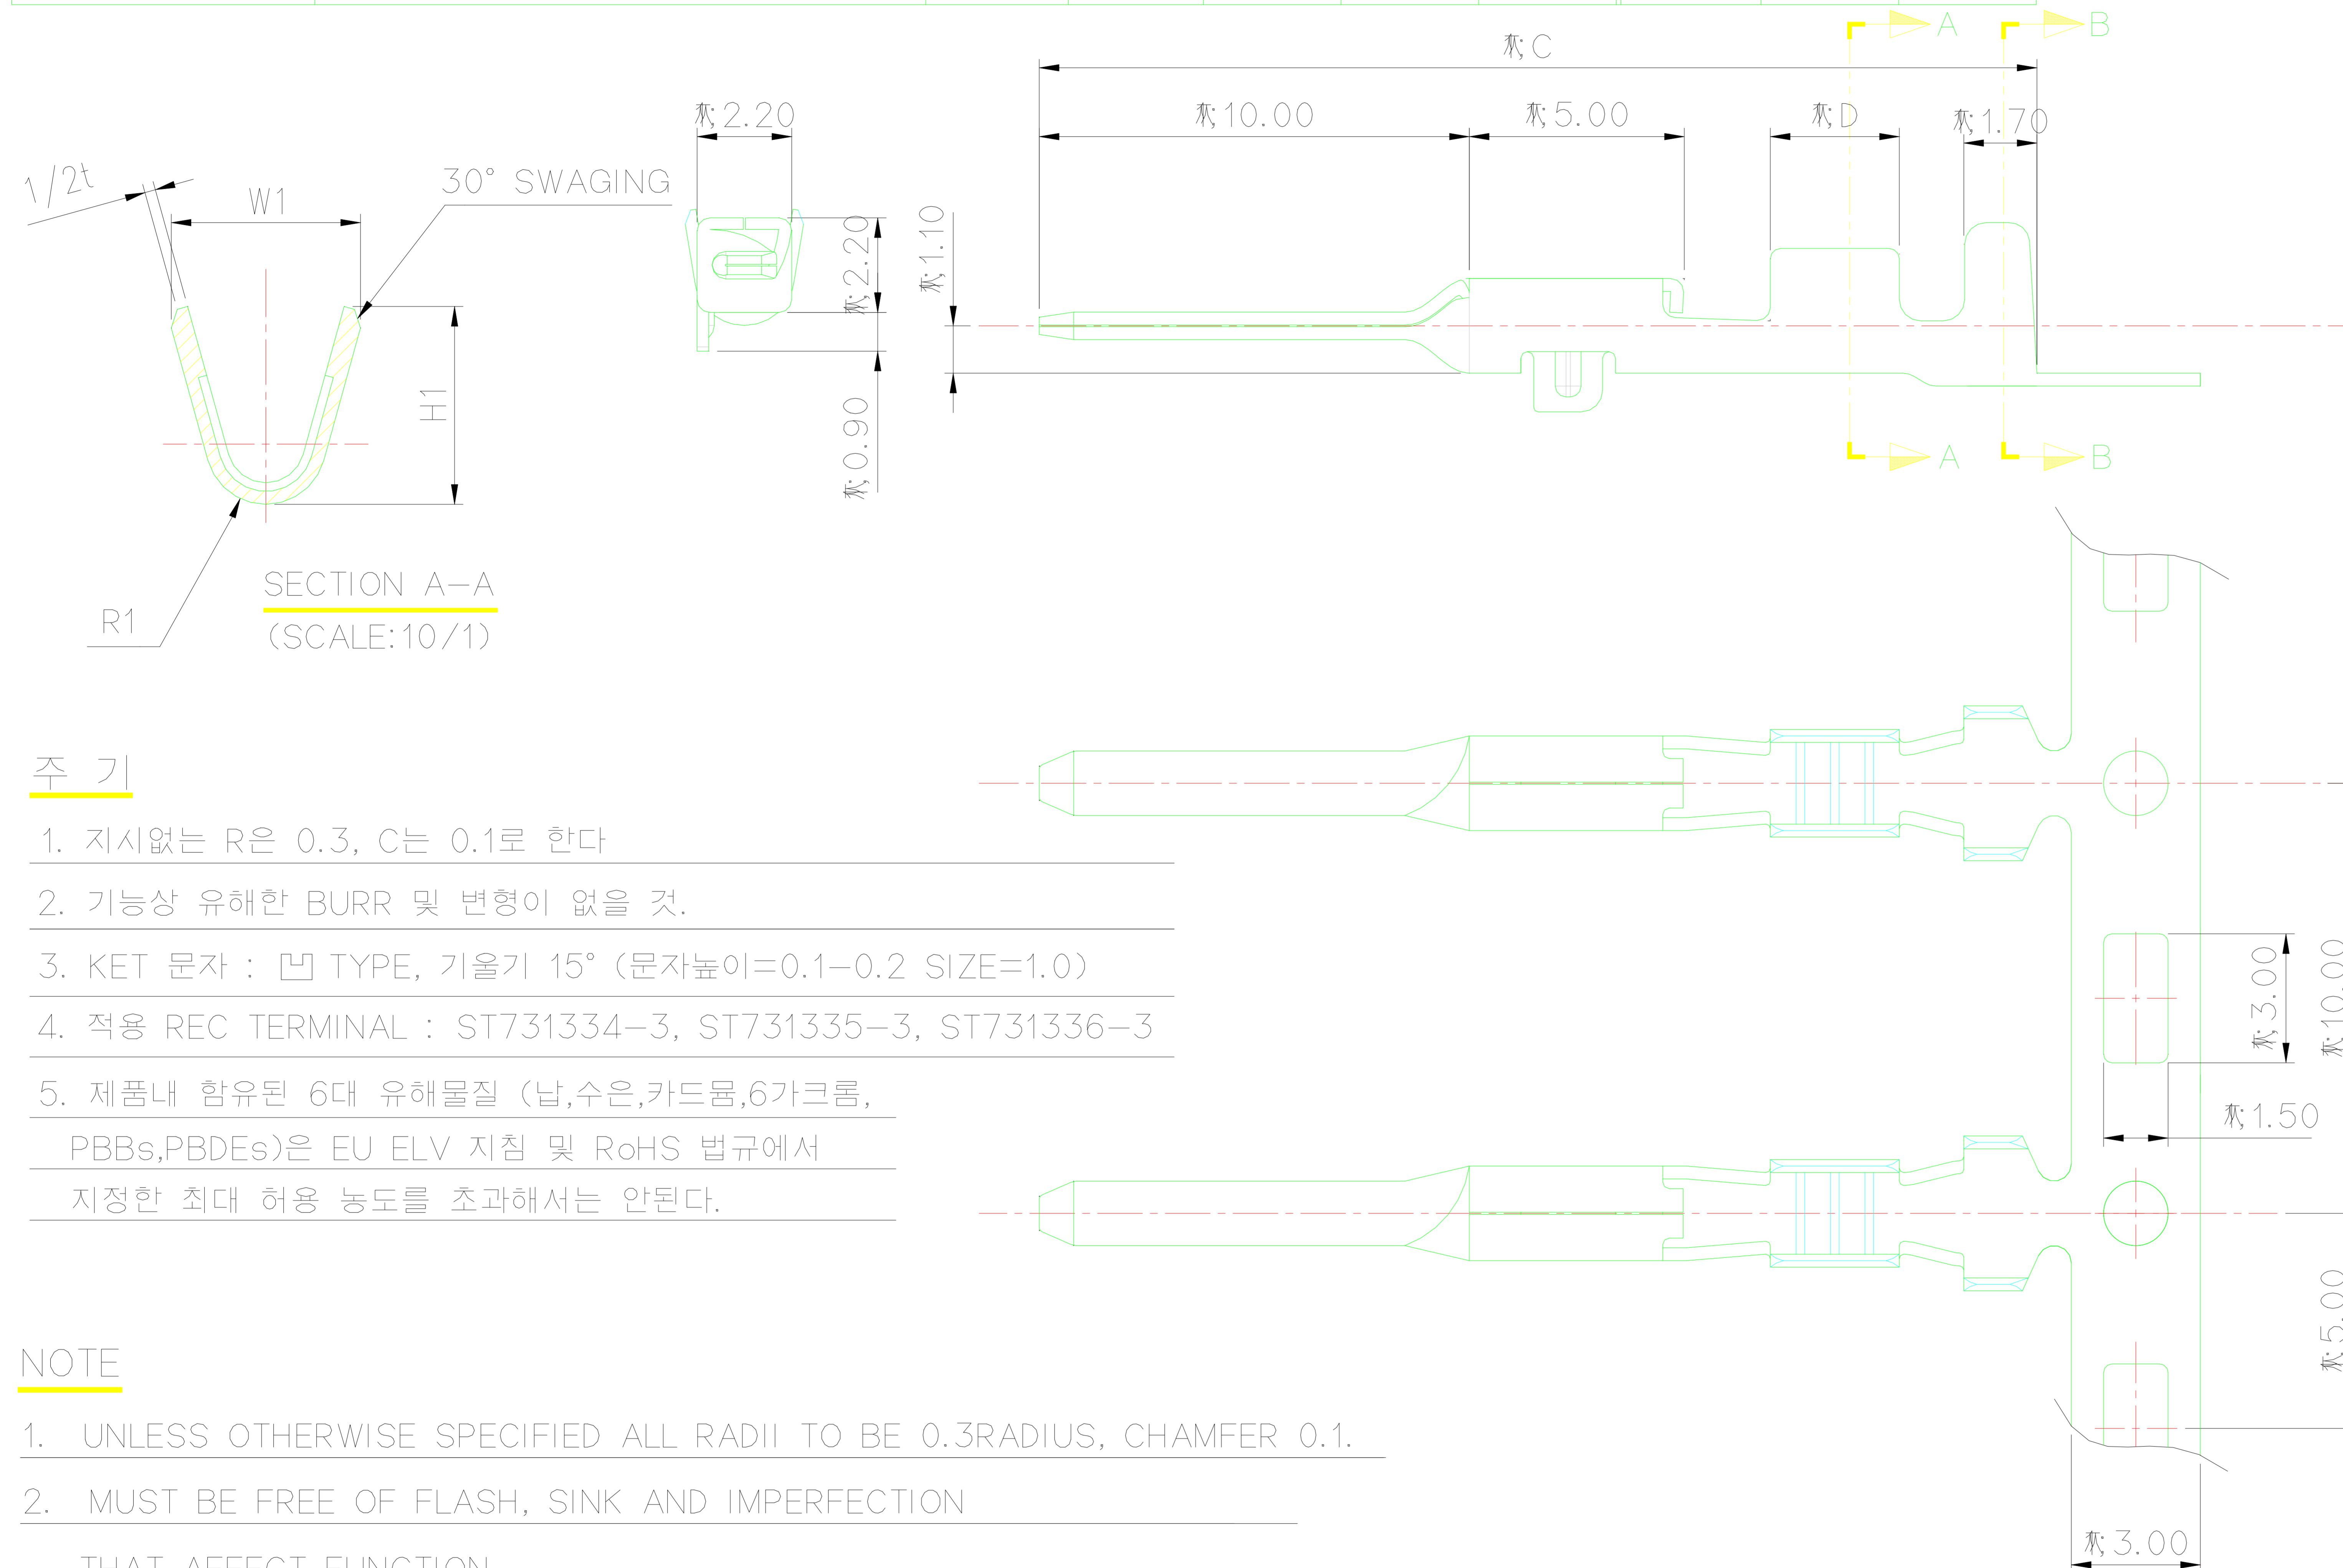 C
A
B
2.20
10.00
5.00
D
1.70
1/2t
W1
30° SWAGING
2.20
1.10
H1
0.90
A
B
SECTION A-A
(SCALE:10/1)
R1
주 기
1. 지시없는 R은 0.3, C는 0.1로 한다
2. 기능상 유해한 BURR 및 변형이 없을 것.
3. KET 문자 : TYPE, 기울기 15° (문자높이=0.1-0.2 SIZE=1.0)
4. 적용 REC TERMINAL : ST731334-3, ST731335-3, ST731336-3
5. 제품내 함유된 6대 유해물질 (납,수은,카드뮴,6가크롬,
PBBs,PBDEs)은 EU ELV 지침 및 RoHS 법규에서
지정한 최대 허용 농도를 초과해서는 안된다.
3.00
10.00
1.50
5.00
3.00
NOTE
1. UNLESS OTHERWISE SPECIFIED ALL RADII TO BE 0.3RADIUS, CHAMFER 0.1.
2. MUST BE FREE OF FLASH, SINK AND IMPERFECTION
THAT AFFECT FUNCTION